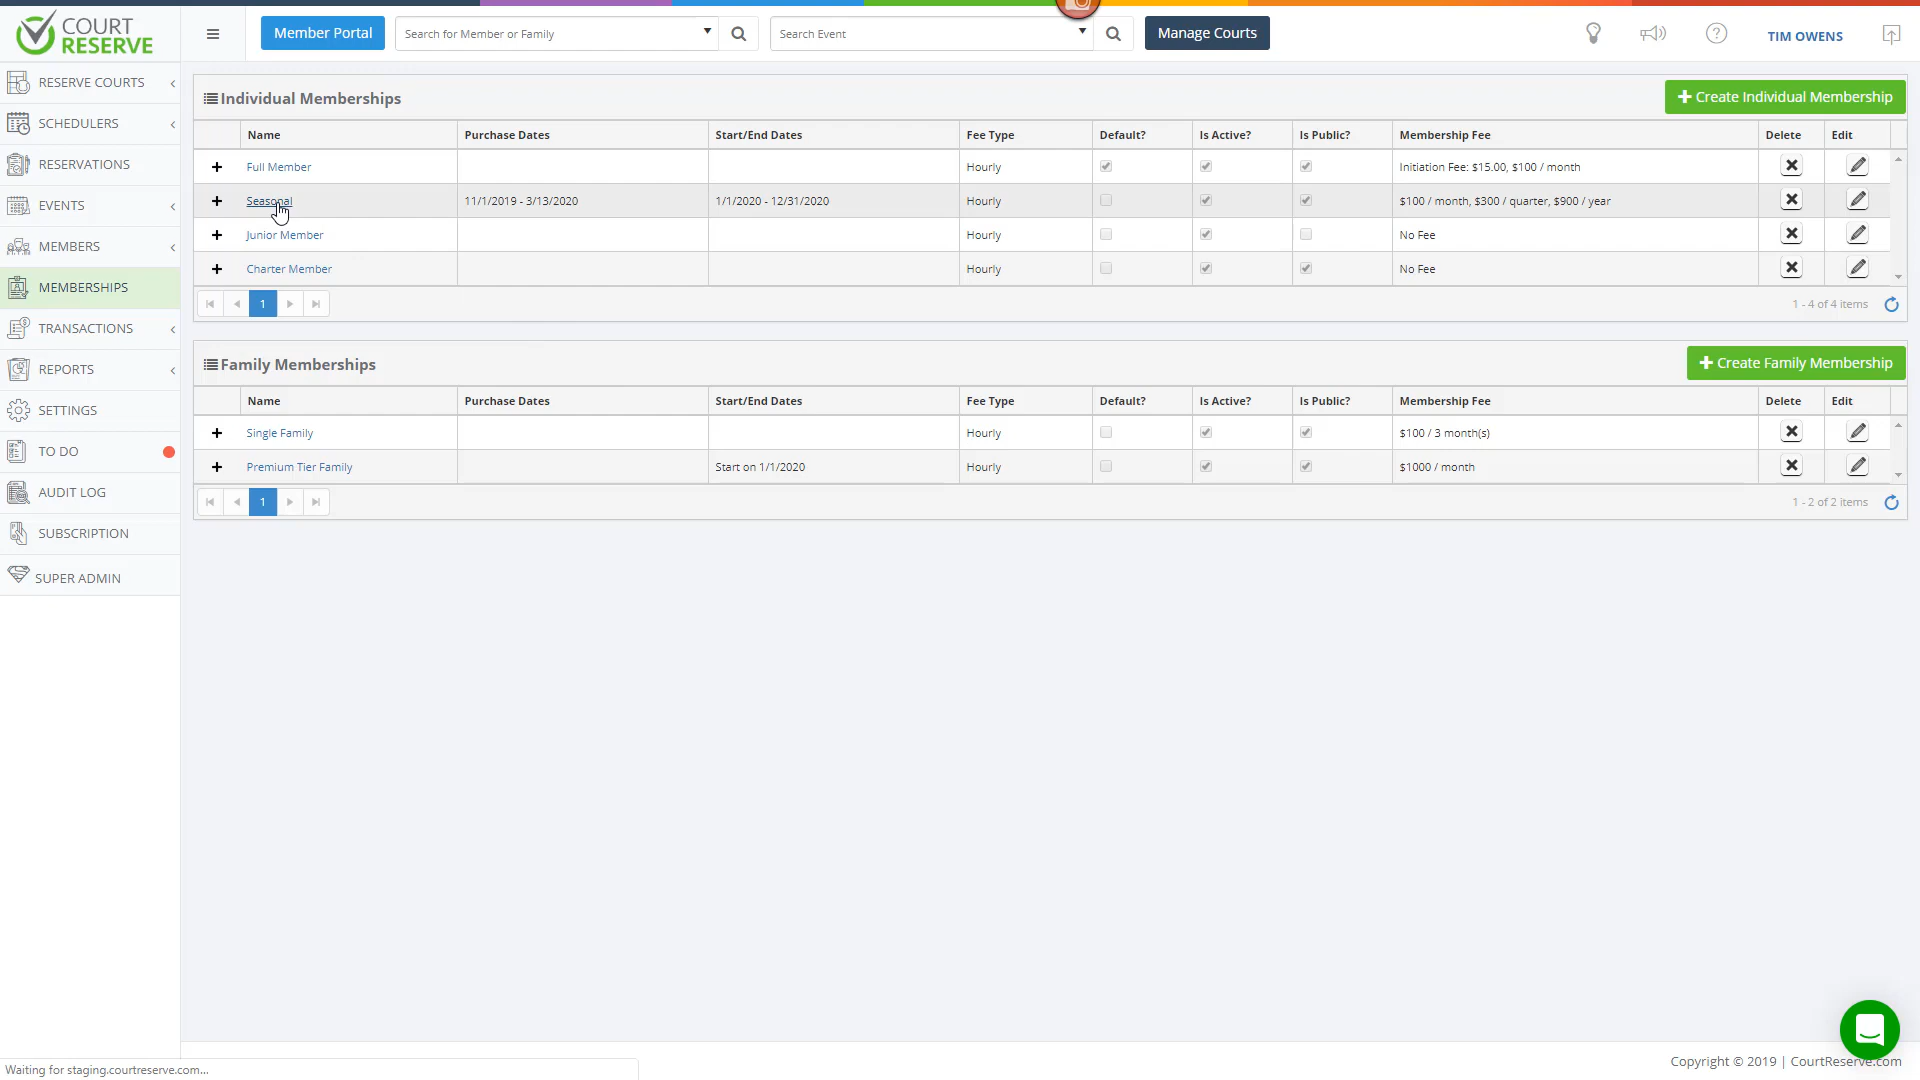 COURT
RESERVE
Member Portal
Search for Member or Family
Search Event
Manage Courts
TIM OWENS
RESERVE COURTS
SCHEDULERS
RESERVATIONS
EVENTS
MEMBERS
MEMBERSHIPS
TRANSACTIONS
REPORTS
SETTINGS
TO DO
AUDIT LOG
SUBSCRIPTION
SUPER ADMIN
Individual Memberships
Create Individual Membership
Name Purchase Dates Start/End Dates Fee Type Default? Is Active? Is Public? Membership Fee Delete Edit
Full Member Hourly Initiation Fee: $15.00, $100 / month
Seasonal 11/1/2019 - 3/13/2020 1/1/2020 - 12/31/2020 Hourly $100 / month, $300 / quarter, $900 / year
Junior Member Hourly No Fee
Charter Member Hourly No Fee
1 1 - 4 of 4 items
Family Memberships
Create Family Membership
Name Purchase Dates Start/End Dates Fee Type Default? Is Active? Is Public? Membership Fee Delete Edit
Single Family Hourly $100 / 3 month(s)
Premium Tier Family Start on 1/1/2020 Hourly $1000 / month
1 1 - 2 of 2 items
Copyright © 2019 | CourtReserve.com
Waiting for staging.courtreserve.com...